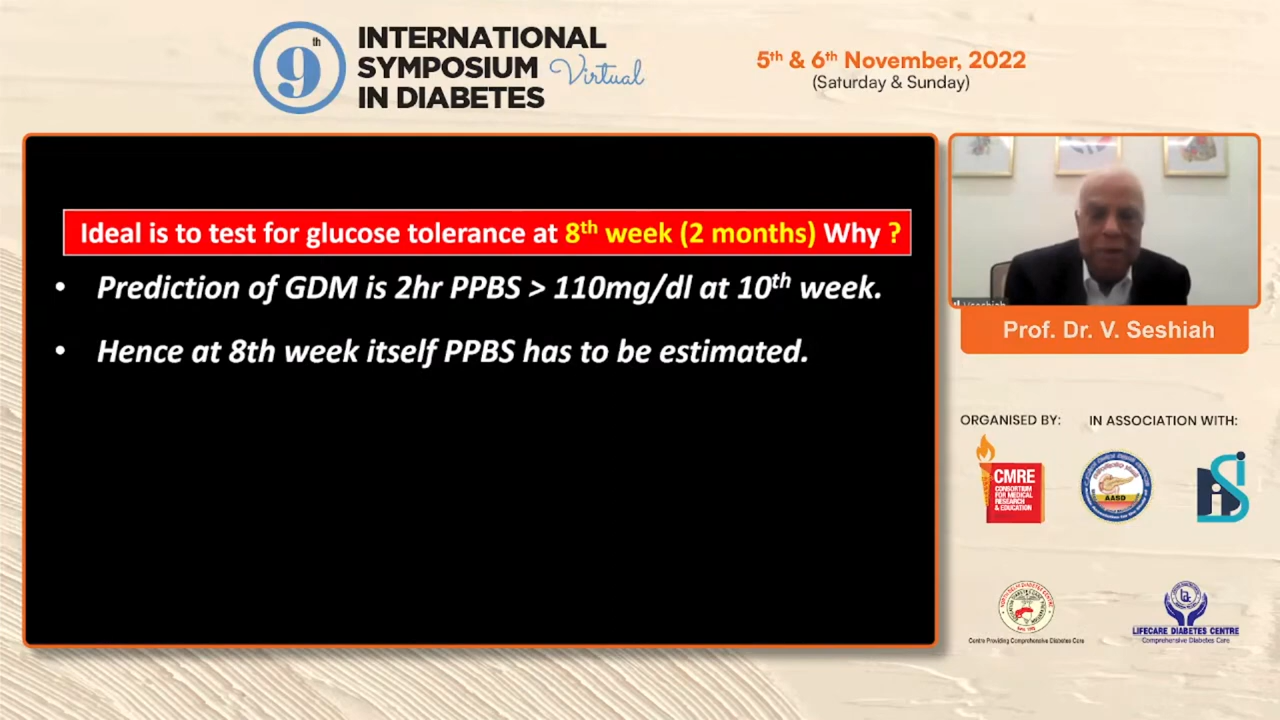 9th
INTERNATIONAL
SYMPOSIUM Virtual
IN DIABETES
5th & 6th November, 2022
(Saturday & Sunday)
Ideal is to test for glucose tolerance at 8th week (2 months) Why ?
• Prediction of GDM is 2hr PPBS > 110mg/dl at 10th week.
• Hence at 8th week itself PPBS has to be estimated.
Prof. Dr. V. Seshiah
ORGANISED BY:
IN ASSOCIATION WITH:
CMRE
CONSORTIUM
FOR MEDICAL
RESEARCH
& EDUCATION
AASD
Centre Providing Comprehensive Diabetes Care
LIFECARE DIABETES CENTRE
Comprehensive Diabetes Care